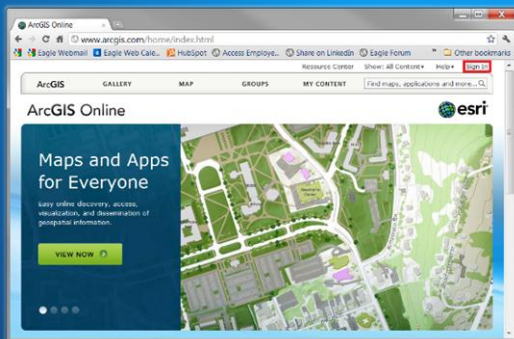 ArcGIS Online
www.arcgis.com/home/index.html
Eagle Webmail Eagle Web Cale.. HubSpot Access Employe.. Share on LinkedIn Eagle Forum » Other bookmarks
Resource Center Show: All Content Help Sign In
ArcGIS GALLERY MAP GROUPS MY CONTENT Find maps, applications and more...
ArcGIS Online esri
Maps and Apps
for Everyone
Easy online discovery, access,
visualization, and dissemination of
geospatial information.
VIEW NOW